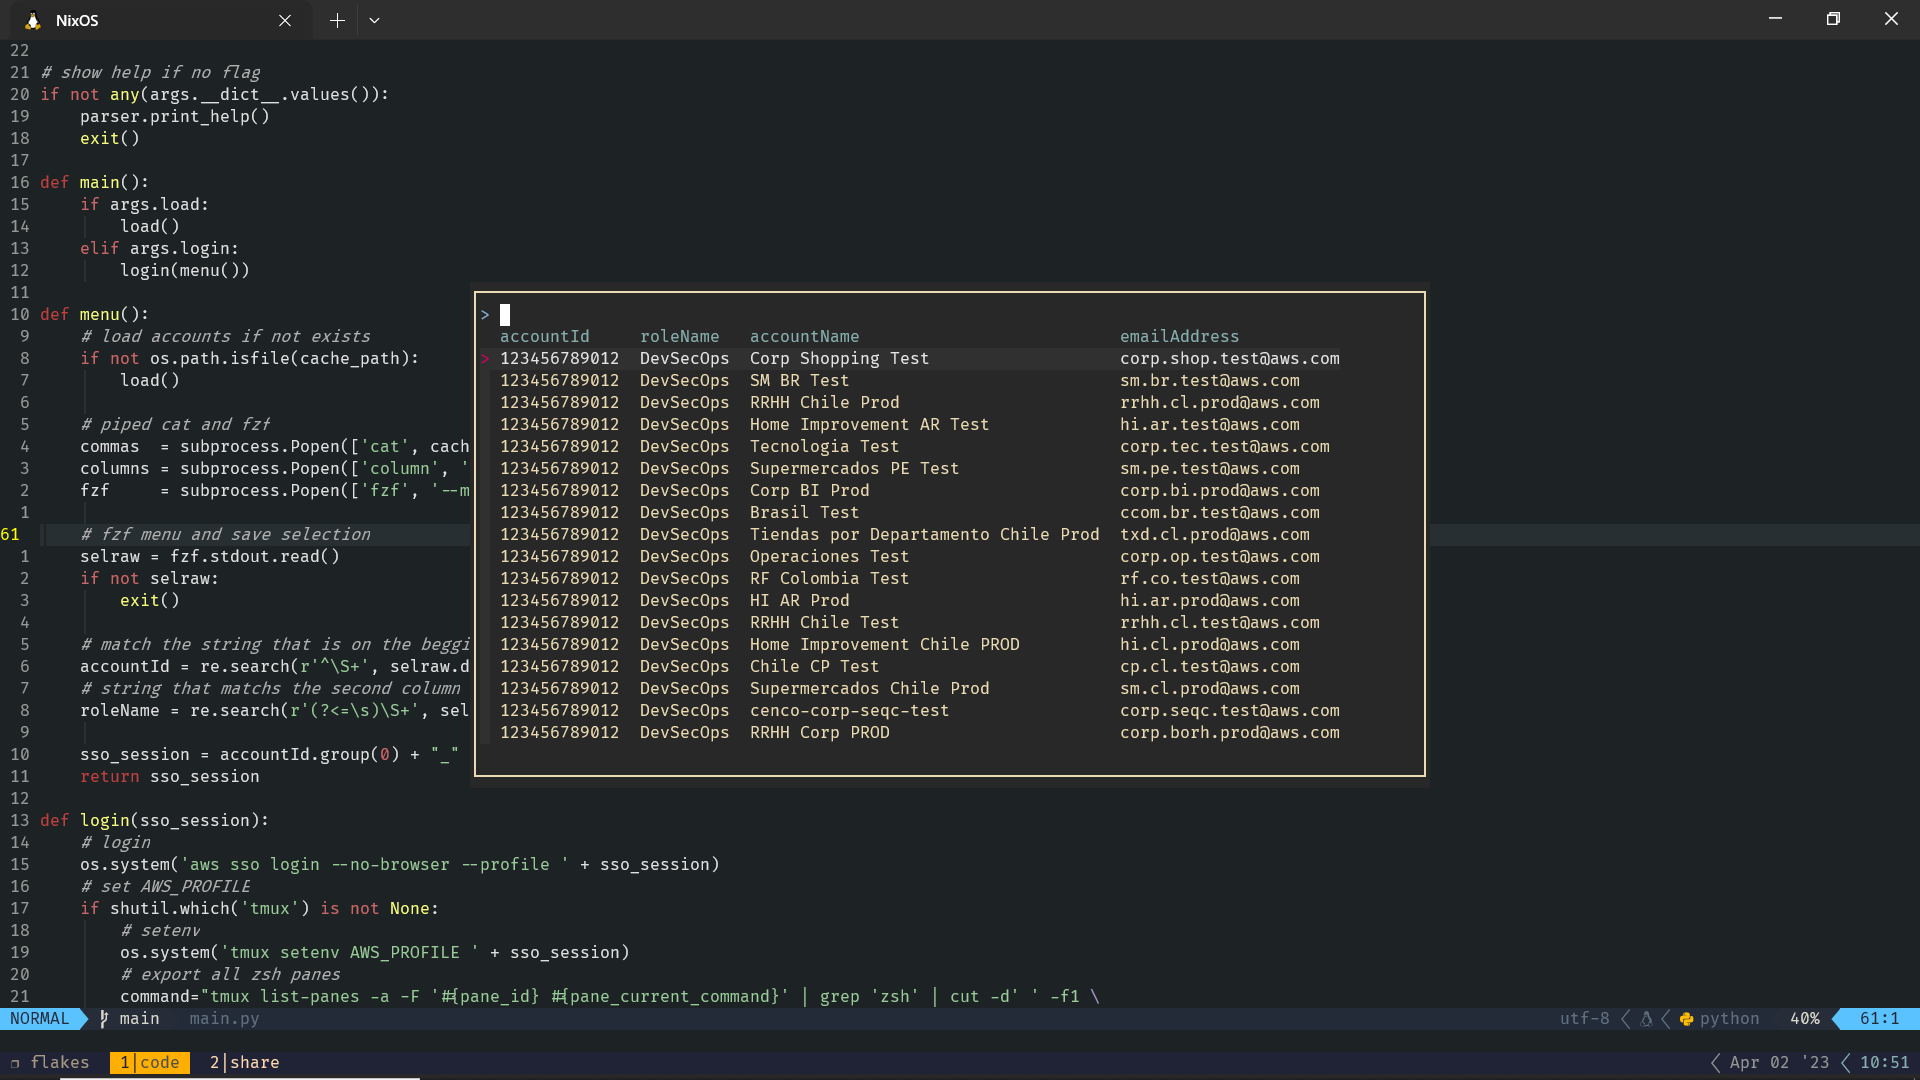 NixOS
22
21 # show help if no flag
20 if not any(args.__dict__.values()):
19 parser.print_help()
18 exit()
17
16 def main():
15 if args.load:
14 load()
13 elif args.login:
12 login(menu())
11
10 def menu():
9 # load accounts if not exists
8 if not os.path.isfile(cache_path):
7 load()
6
5 # piped cat and fzf
4 commas = subprocess.Popen(['cat', cach
3 columns = subprocess.Popen(['column', '
2 fzf = subprocess.Popen(['fzf', '--m
1
61 # fzf menu and save selection
1 selraw = fzf.stdout.read()
2 if not selraw:
3 exit()
4
5 # match the string that is on the beggi
6 accountId = re.search(r'^\S+', selraw.d
7 # string that matchs the second column
8 roleName = re.search(r'(?<=\s)\S+', sel
9
10 sso_session = accountId.group(0) + "_"
11 return sso_session
12
13 def login(sso_session):
14 # login
15 os.system('aws sso login --no-browser --profile ' + sso_session)
16 # set AWS_PROFILE
17 if shutil.which('tmux') is not None:
18 # setenv
19 os.system('tmux setenv AWS_PROFILE ' + sso_session)
20 # export all zsh panes
21 command="tmux list-panes -a -F '#{pane_id} #{pane_current_command}' | grep 'zsh' | cut -d' ' -f1 \
>
accountId roleName accountName emailAddress
> 123456789012 DevSecOps Corp Shopping Test corp.shop.test@aws.com
123456789012 DevSecOps SM BR Test sm.br.test@aws.com
123456789012 DevSecOps RRHH Chile Prod rrhh.cl.prod@aws.com
123456789012 DevSecOps Home Improvement AR Test hi.ar.test@aws.com
123456789012 DevSecOps Tecnologia Test corp.tec.test@aws.com
123456789012 DevSecOps Supermercados PE Test sm.pe.test@aws.com
123456789012 DevSecOps Corp BI Prod corp.bi.prod@aws.com
123456789012 DevSecOps Brasil Test ccom.br.test@aws.com
123456789012 DevSecOps Tiendas por Departamento Chile Prod txd.cl.prod@aws.com
123456789012 DevSecOps Operaciones Test corp.op.test@aws.com
123456789012 DevSecOps RF Colombia Test rf.co.test@aws.com
123456789012 DevSecOps HI AR Prod hi.ar.prod@aws.com
123456789012 DevSecOps RRHH Chile Test rrhh.cl.test@aws.com
123456789012 DevSecOps Home Improvement Chile PROD hi.cl.prod@aws.com
123456789012 DevSecOps Chile CP Test cp.cl.test@aws.com
123456789012 DevSecOps Supermercados Chile Prod sm.cl.prod@aws.com
123456789012 DevSecOps cenco-corp-seqc-test corp.seqc.test@aws.com
123456789012 DevSecOps RRHH Corp PROD corp.borh.prod@aws.com
NORMAL main main.py utf-8 python 40% 61:1
flakes 1|code 2|share Apr 02 '23 10:51